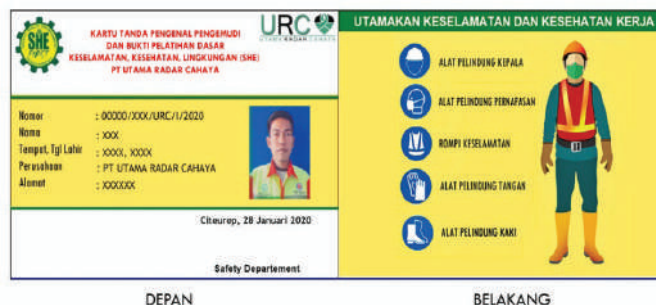 SHE
KARTU TANDA PENGENAL PENGEMUDI
DAN BUKTI PELATIHAN DASAR
KESELAMATAN, KESEHATAN, LINGKUNGAN (SHE)
PT UTAMA RADAR CAHAYA
URC
UTAMA RADAR CAHAYA
Nomor : 00000/XXX/URC/I/2020
Nama : XXX
Tempat, Tgl Lahir : XXXX, XXXX
Perusahaan : PT UTAMA RADAR CAHAYA
Alamat : XXXXXX
Citeurep, 28 Januari 2020
Safety Departement
DEPAN
UTAMAKAN KESELAMATAN DAN KESEHATAN KERJA
ALAT PELINDUNG KEPALA
ALAT PELINDUNG PERNAPASAN
ROMPI KESELAMATAN
ALAT PELINDUNG TANGAN
ALAT PELINDUNG KAKI
BELAKANG